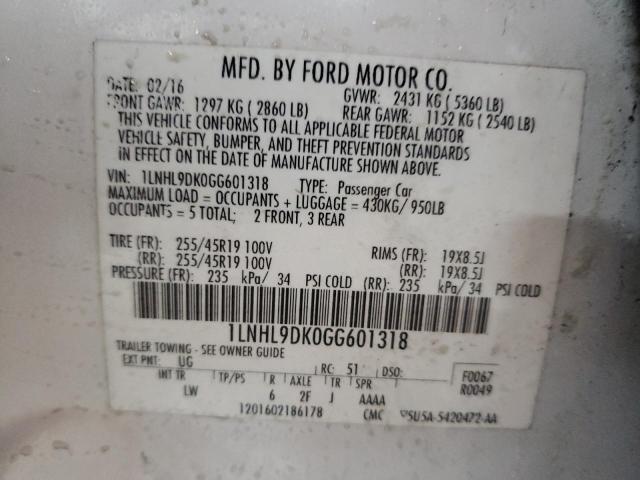 MFD. BY FORD MOTOR CO.
DATE: 02/16 GVWR: 2431 KG ( 5360 LB)
FRONT GAWR: 1297 KG ( 2860 LB) REAR GAWR: 1152 KG ( 2540 LB)
THIS VEHICLE CONFORMS TO ALL APPLICABLE FEDERAL MOTOR
VEHICLE SAFETY, BUMPER, AND THEFT PREVENTION STANDARDS
IN EFFECT ON THE DATE OF MANUFACTURE SHOWN ABOVE.
VIN: 1LNHL9DK0GG601318 TYPE: Passenger Car
MAXIMUM LOAD = OCCUPANTS + LUGGAGE = 430KG/ 950LB
OCCUPANTS = 5 TOTAL; 2 FRONT, 3 REAR
TIRE (FR): 255/45R19 100V RIMS (FR): 19X8.5J
(RR): 255/45R19 100V (RR): 19X8.5J
PRESSURE (FR): 235 kPa/ 34 PSI COLD (RR): 235 kPa/ 34 PSI COLD
1LNHL9DK0GG601318
TRAILER TOWING - SEE OWNER GUIDE
EXT PNT: UG RC: 51 DSO: F0067
R0049
INT TR TP/PS R AXLE TR SPR
LW 6 2F J AAAA
1201602186178 CMC 5U5A-5420472-AA